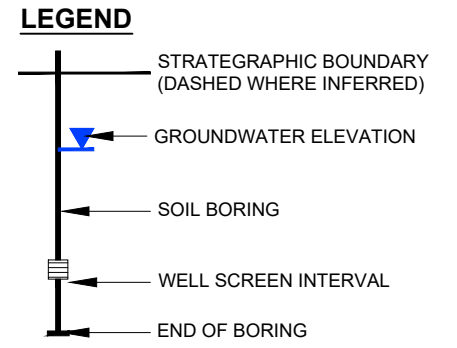 LEGEND
STRATEGRAPHIC BOUNDARY
(DASHED WHERE INFERRED)
GROUNDWATER ELEVATION
SOIL BORING
WELL SCREEN INTERVAL
END OF BORING